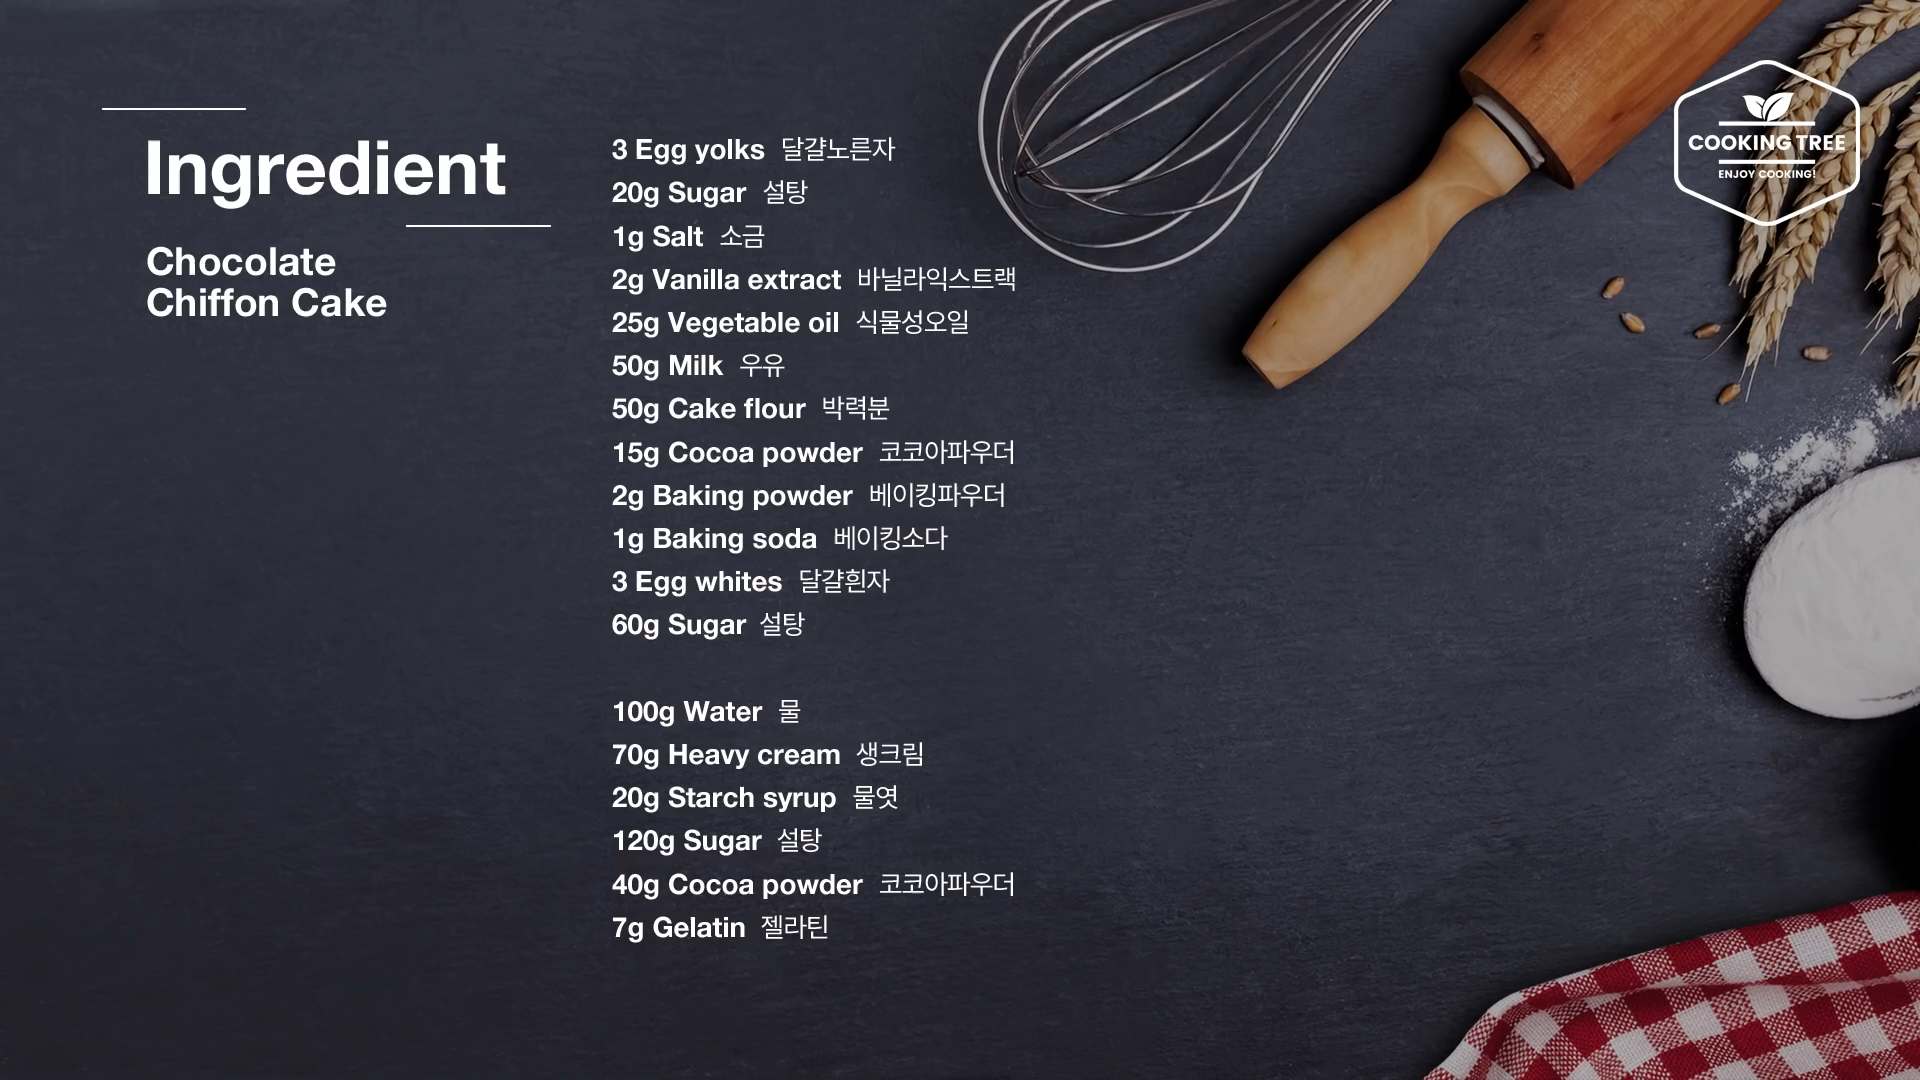 Ingredient
Chocolate
Chiffon Cake
3 Egg yolks 달걀노른자
20g Sugar 설탕
1g Salt 소금
2g Vanilla extract 바닐라익스트랙
25g Vegetable oil 식물성오일
50g Milk 우유
50g Cake flour 박력분
15g Cocoa powder 코코아파우더
2g Baking powder 베이킹파우더
1g Baking soda 베이킹소다
3 Egg whites 달걀흰자
60g Sugar 설탕
100g Water 물
70g Heavy cream 생크림
20g Starch syrup 물엿
120g Sugar 설탕
40g Cocoa powder 코코아파우더
7g Gelatin 젤라틴
COOKING TREE
ENJOY COOKING!